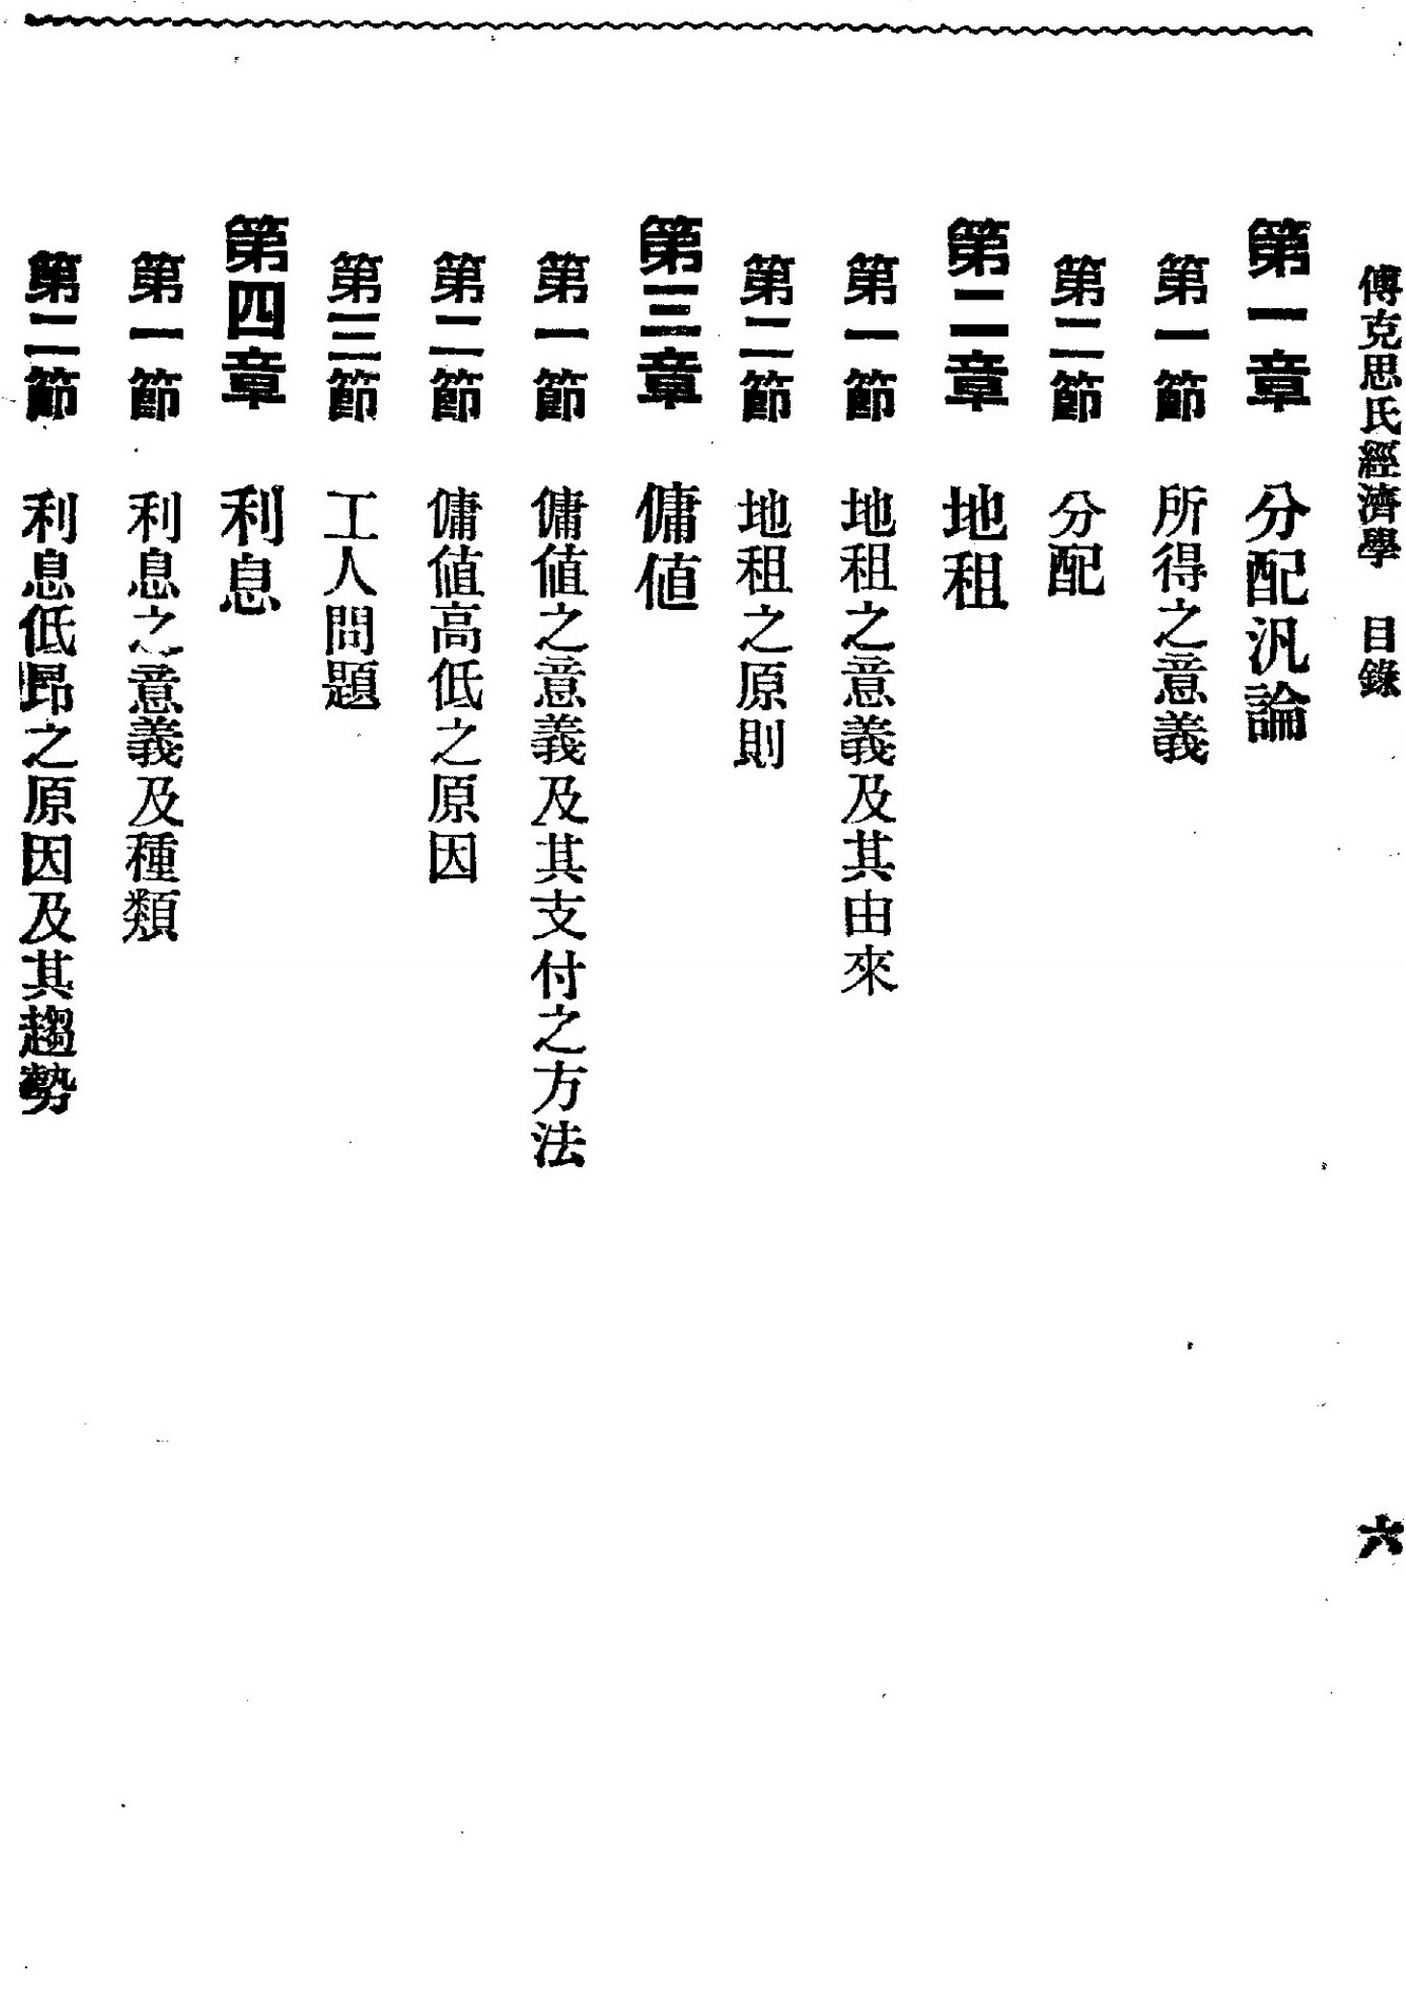 傅克思氏經濟學 目錄 六
第一章 分配汎論
第一節 所得之意義
第二節 分配
第二章 地租
第一節 地租之意義及其由來
第二節 地租之原則
第三章 傭値
第一節 傭値之意義及其支付之方法
第二節 傭値高低之原因
第三節 工人問題
第四章 利息
第一節 利息之意義及種類
第二節 利息低昂之原因及其趨勢